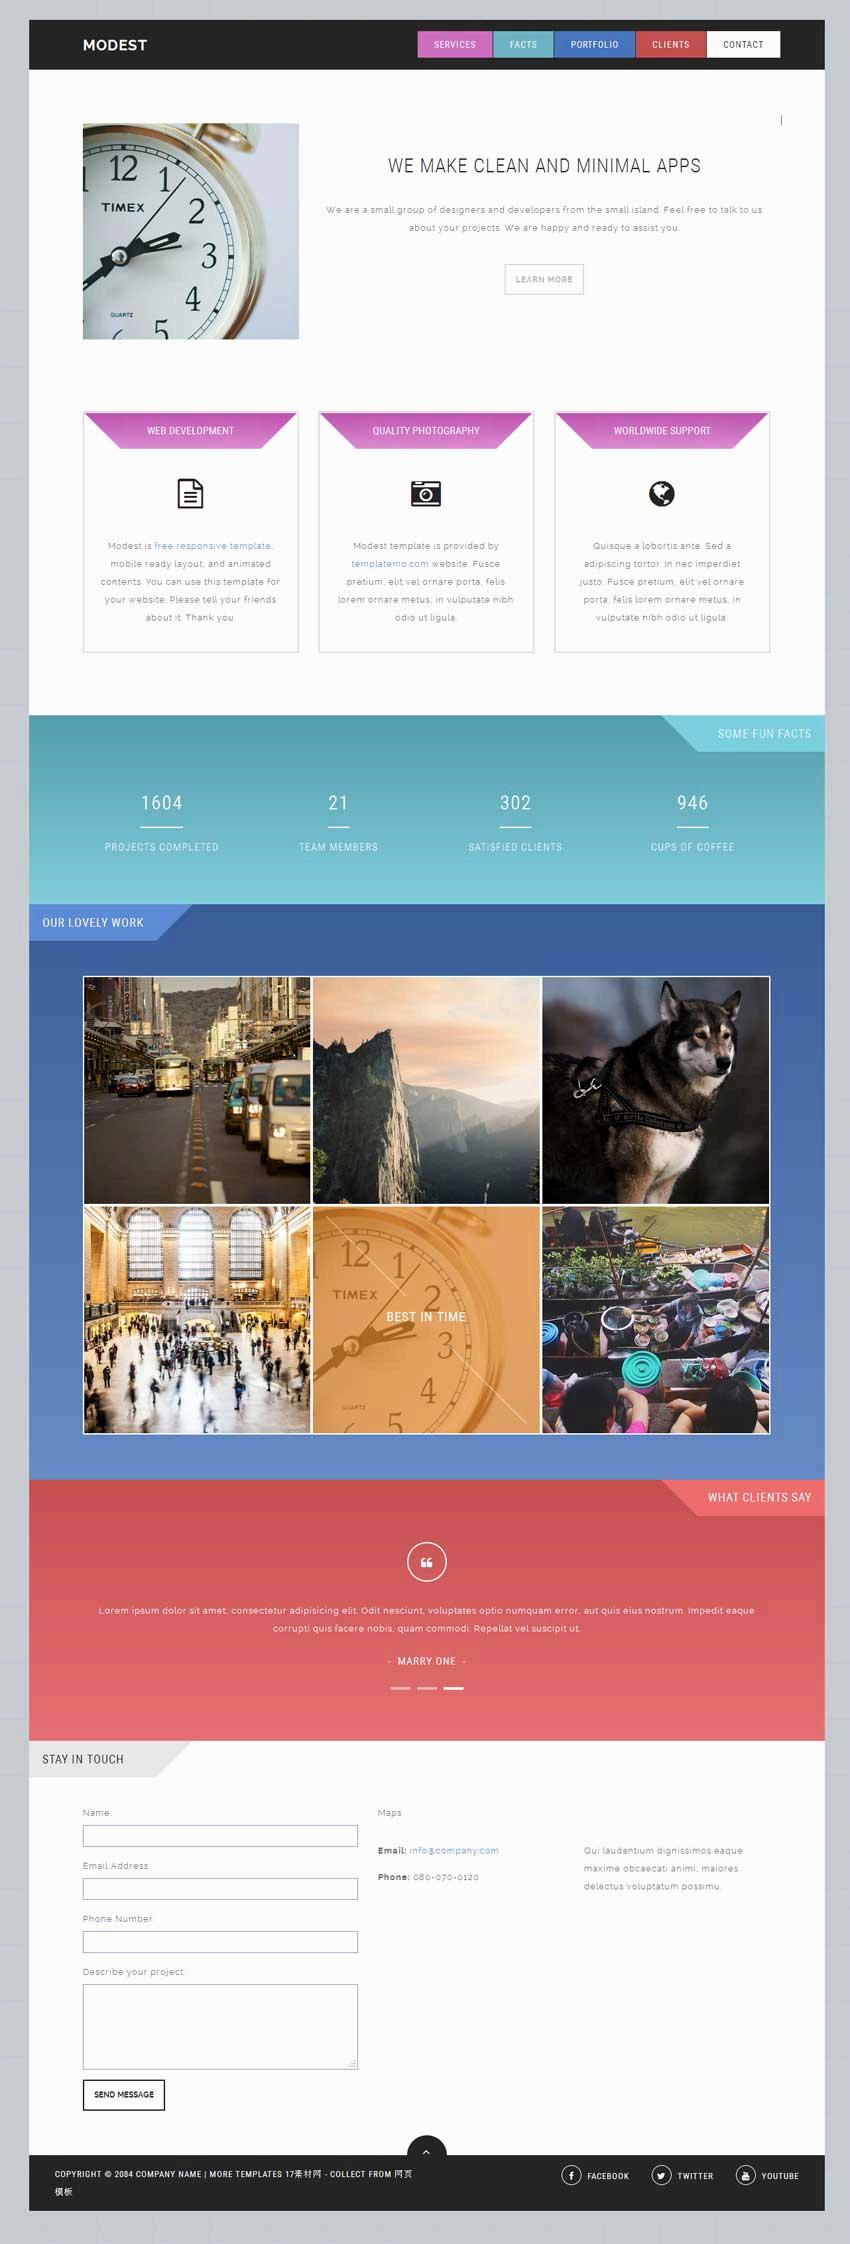 MODEST
SERVICES
FACTS
PORTFOLIO
CLIENTS
CONTACT
12
1
TIMEX
2
3
4
QUARTZ
5
WE MAKE CLEAN AND MINIMAL APPS
We are a small group of designers and developers from the small island. Feel free to talk to us
about your projects. We are happy and ready to assist you.
LEARN MORE
WEB DEVELOPMENT
Modest is free responsive template,
mobile ready layout, and animated
contents. You can use this template for
your website. Please tell your friends
about it. Thank you.
QUALITY PHOTOGRAPHY
Modest template is provided by
templatemo.com website. Fusce
pretium, elit vel ornare porta, felis
lorem ornare metus, in vulputate nibh
odio ut ligula.
WORLDWIDE SUPPORT
Quisque a lobortis ante. Sed a
adipiscing tortor. In nec imperdiet
justo. Fusce pretium, elit vel ornare
porta, felis lorem ornare metus, in
vulputate nibh odio ut ligula.
SOME FUN FACTS
1604
PROJECTS COMPLETED
21
TEAM MEMBERS
302
SATISFIED CLIENTS
946
CUPS OF COFFEE
OUR LOVELY WORK
12
TIMEX
2
BEST IN TIME
3
4
QUARTZ
5
WHAT CLIENTS SAY
Lorem ipsum dolor sit amet, consectetur adipisicing elit. Odit nesciunt, voluptates optio numquam error, aut quis eius nostrum. Impedit eaque
corrupti quis facere nobis, quam commodi. Repellat vel suscipit ut.
- MARRY ONE -
STAY IN TOUCH
Name:
Email Address:
Phone Number:
Describe your project:
SEND MESSAGE
Maps
Email: info@company.com
Phone: 080-070-0120
Qui laudantium dignissimos eaque
maxime obcaecati animi, maiores
delectus voluptatum possimu.
COPYRIGHT © 2084 COMPANY NAME | MORE TEMPLATES 17素材网 - COLLECT FROM 网页
模板
FACEBOOK
TWITTER
YOUTUBE